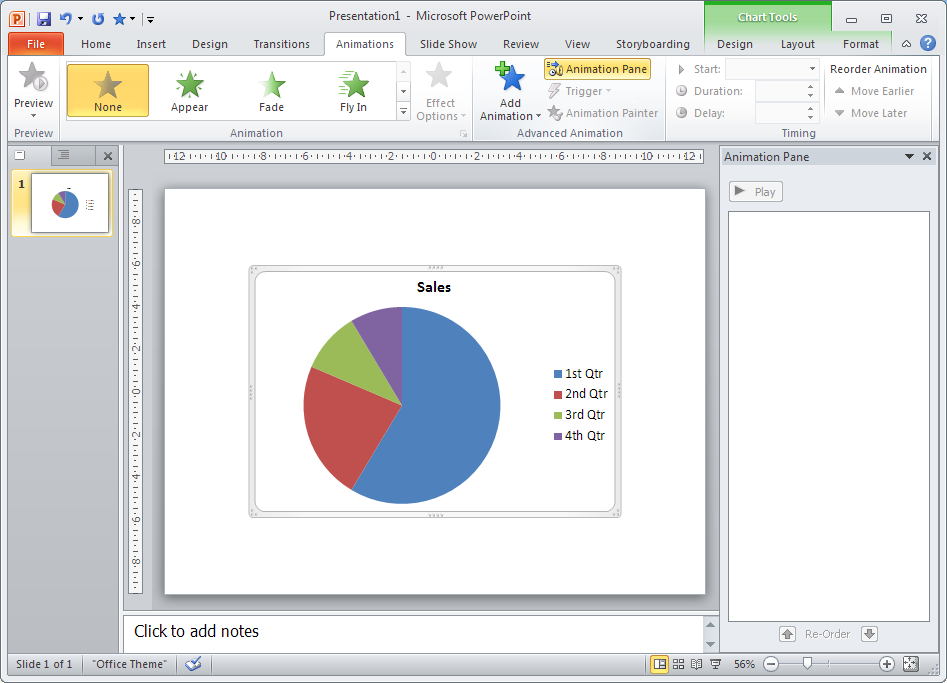 Presentation1 - Microsoft PowerPoint
Chart Tools
File Home Insert Design Transitions Animations Slide Show Review View Storyboarding Design Layout Format
Preview
None
Appear
Fade
Fly In
Effect
Options
Add
Animation
Animation Pane
Trigger
Animation Painter
Start:
Duration:
Delay:
Reorder Animation
Move Earlier
Move Later
Preview Animation Advanced Animation Timing
12 10 8 6 4 2 0 2 4 6 8 10 12
Animation Pane
1
Play
8
6
4
2
0
2
4
6
8
Sales
1st Qtr
2nd Qtr
3rd Qtr
4th Qtr
Re-Order
Click to add notes
Slide 1 of 1 "Office Theme" 56%